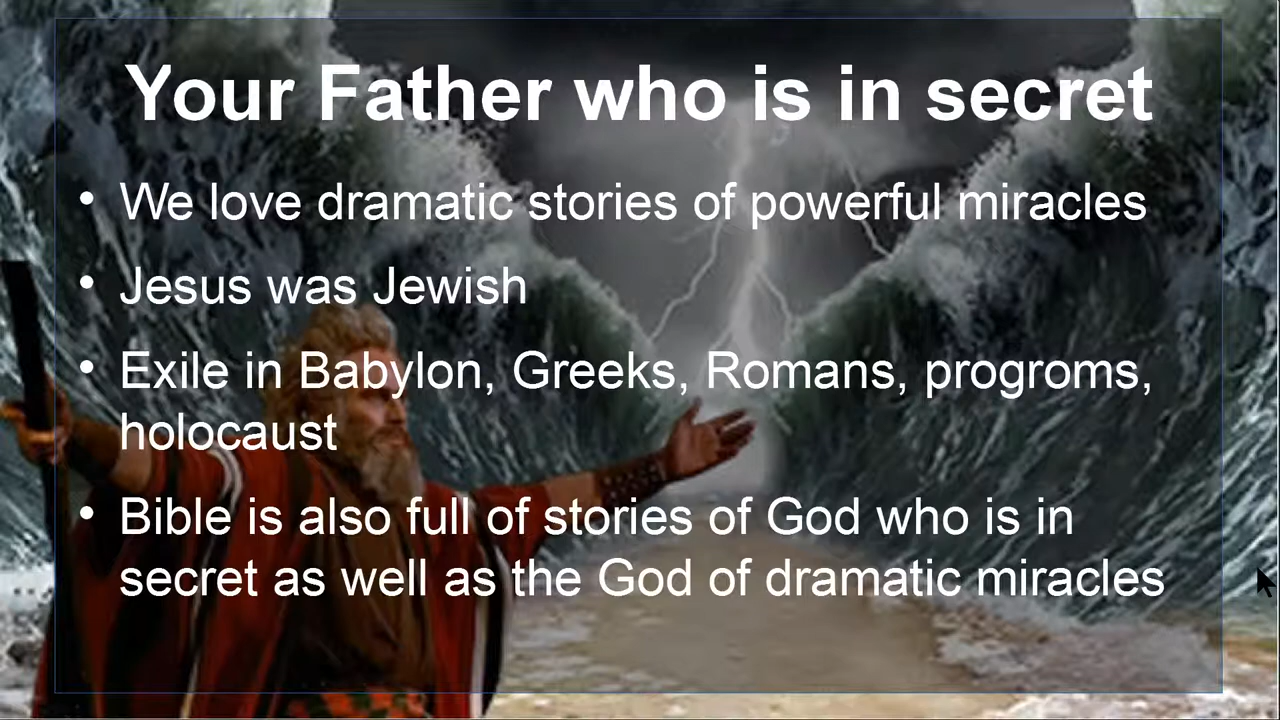 Your Father who is in secret
• We love dramatic stories of powerful miracles
• Jesus was Jewish
• Exile in Babylon, Greeks, Romans, progroms,
holocaust
• Bible is also full of stories of God who is in
secret as well as the God of dramatic miracles